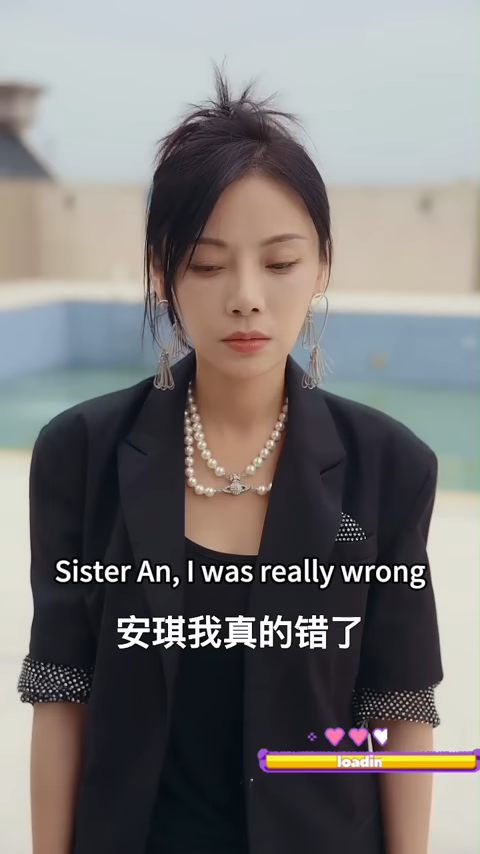 Sister An, I was really wrong
安琪我真的错了
loadin